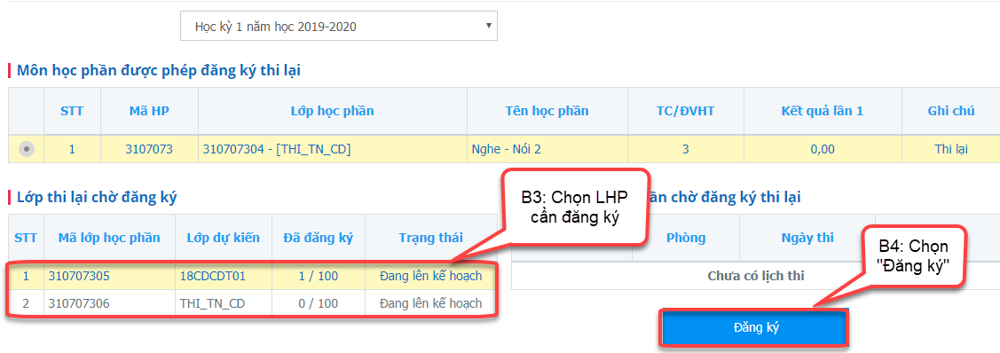 Học kỳ 1 năm học 2019-2020
Môn học phần được phép đăng ký thi lại
STT Mã HP Lớp học phần Tên học phần TC/ĐVHT Kết quả lần 1 Ghi chú
1 3107073 310707304 - [THI_TN_CD] Nghe - Nói 2 3 0,00 Thi lại
Lớp thi lại chờ đăng ký
STT Mã lớp học phần Lớp dự kiến Đã đăng ký Trạng thái
1 310707305 18CDCDT01 1 / 100 Đang lên kế hoạch
2 310707306 THI_TN_CD 0 / 100 Đang lên kế hoạch
B3: Chọn LHP
cần đăng ký
chờ đăng ký thi lại
Phòng Ngày thi
Chưa có lịch thi
B4: Chọn
"Đăng ký"
Đăng ký